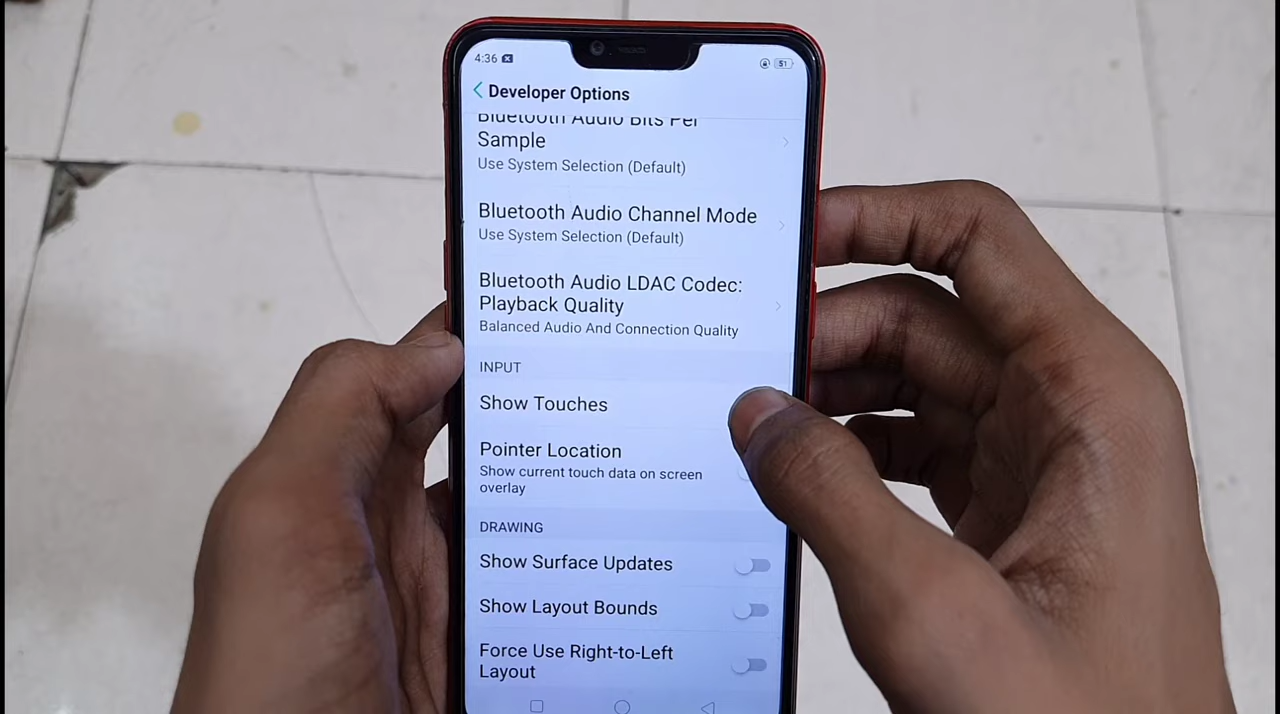 4:36
51
Developer Options
Bluetooth Audio Bits Per
Sample
Use System Selection (Default)
Bluetooth Audio Channel Mode
Use System Selection (Default)
Bluetooth Audio LDAC Codec:
Playback Quality
Balanced Audio And Connection Quality
INPUT
Show Touches
Pointer Location
Show current touch data on screen
overlay
DRAWING
Show Surface Updates
Show Layout Bounds
Force Use Right-to-Left
Layout